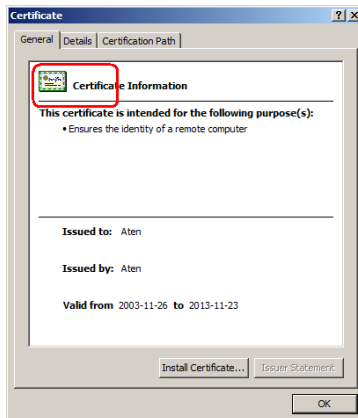 Certificate
General Details Certification Path
Certificate Information
This certificate is intended for the following purpose(s):
• Ensures the identity of a remote computer
Issued to: Aten
Issued by: Aten
Valid from 2003-11-26 to 2013-11-23
Install Certificate... Issuer Statement
OK